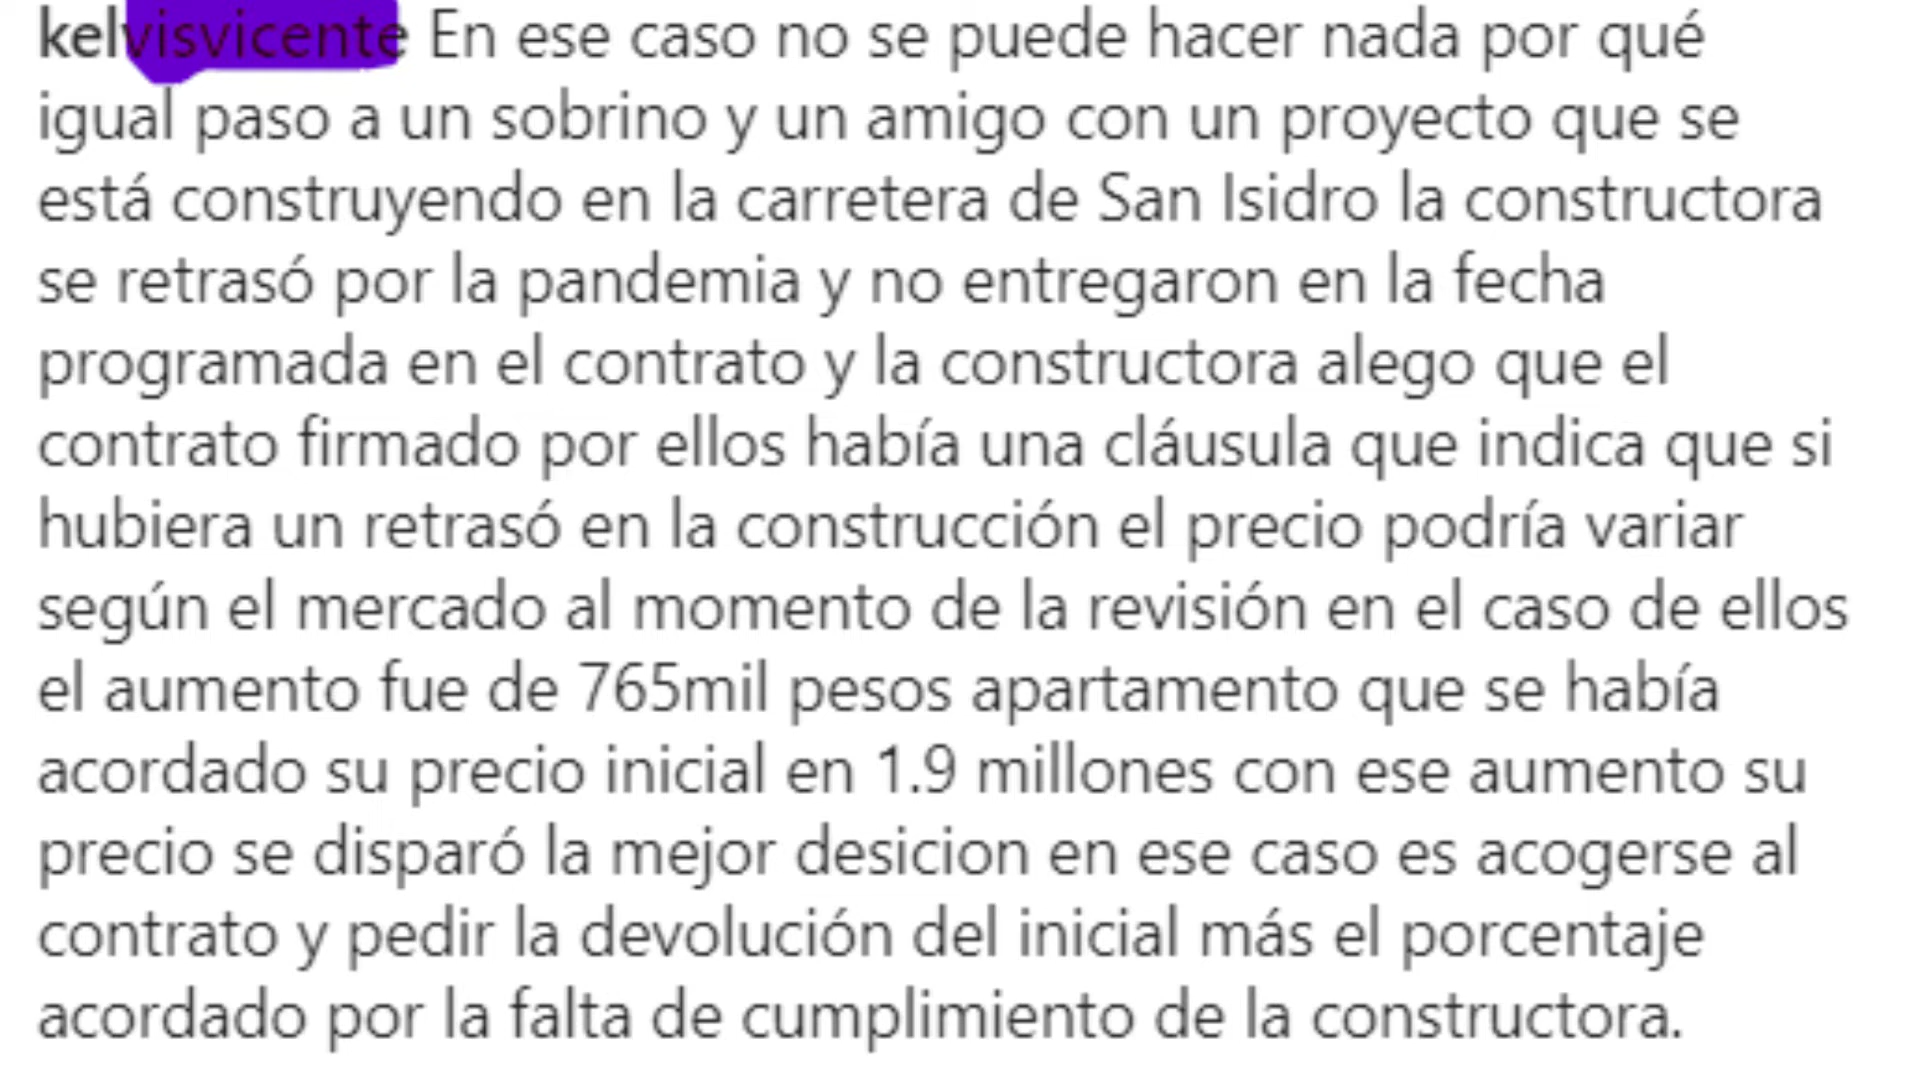 kelvisvicente En ese caso no se puede hacer nada por qué
igual paso a un sobrino y un amigo con un proyecto que se
está construyendo en la carretera de San Isidro la constructora
se retrasó por la pandemia y no entregaron en la fecha
programada en el contrato y la constructora alego que el
contrato firmado por ellos había una cláusula que indica que si
hubiera un retrasó en la construcción el precio podría variar
según el mercado al momento de la revisión en el caso de ellos
el aumento fue de 765mil pesos apartamento que se había
acordado su precio inicial en 1.9 millones con ese aumento su
precio se disparó la mejor desicion en ese caso es acogerse al
contrato y pedir la devolución del inicial más el porcentaje
acordado por la falta de cumplimiento de la constructora.